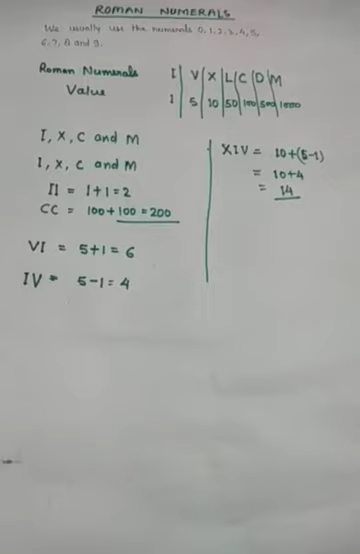 ROMAN NUMERALS
We usually use the numerals 0, 1, 2, 3, 4, 5,
6, 7, 8 and 9.
Roman Numerals I V X L C D M
Value 1 5 10 50 100 500 1000
I, X, C and M
I, X, C and M
II = 1+1=2
CC = 100+100=200
VI = 5+1=6
IV = 5-1=4
XIV = 10+(5-1)
= 10+4
= 14